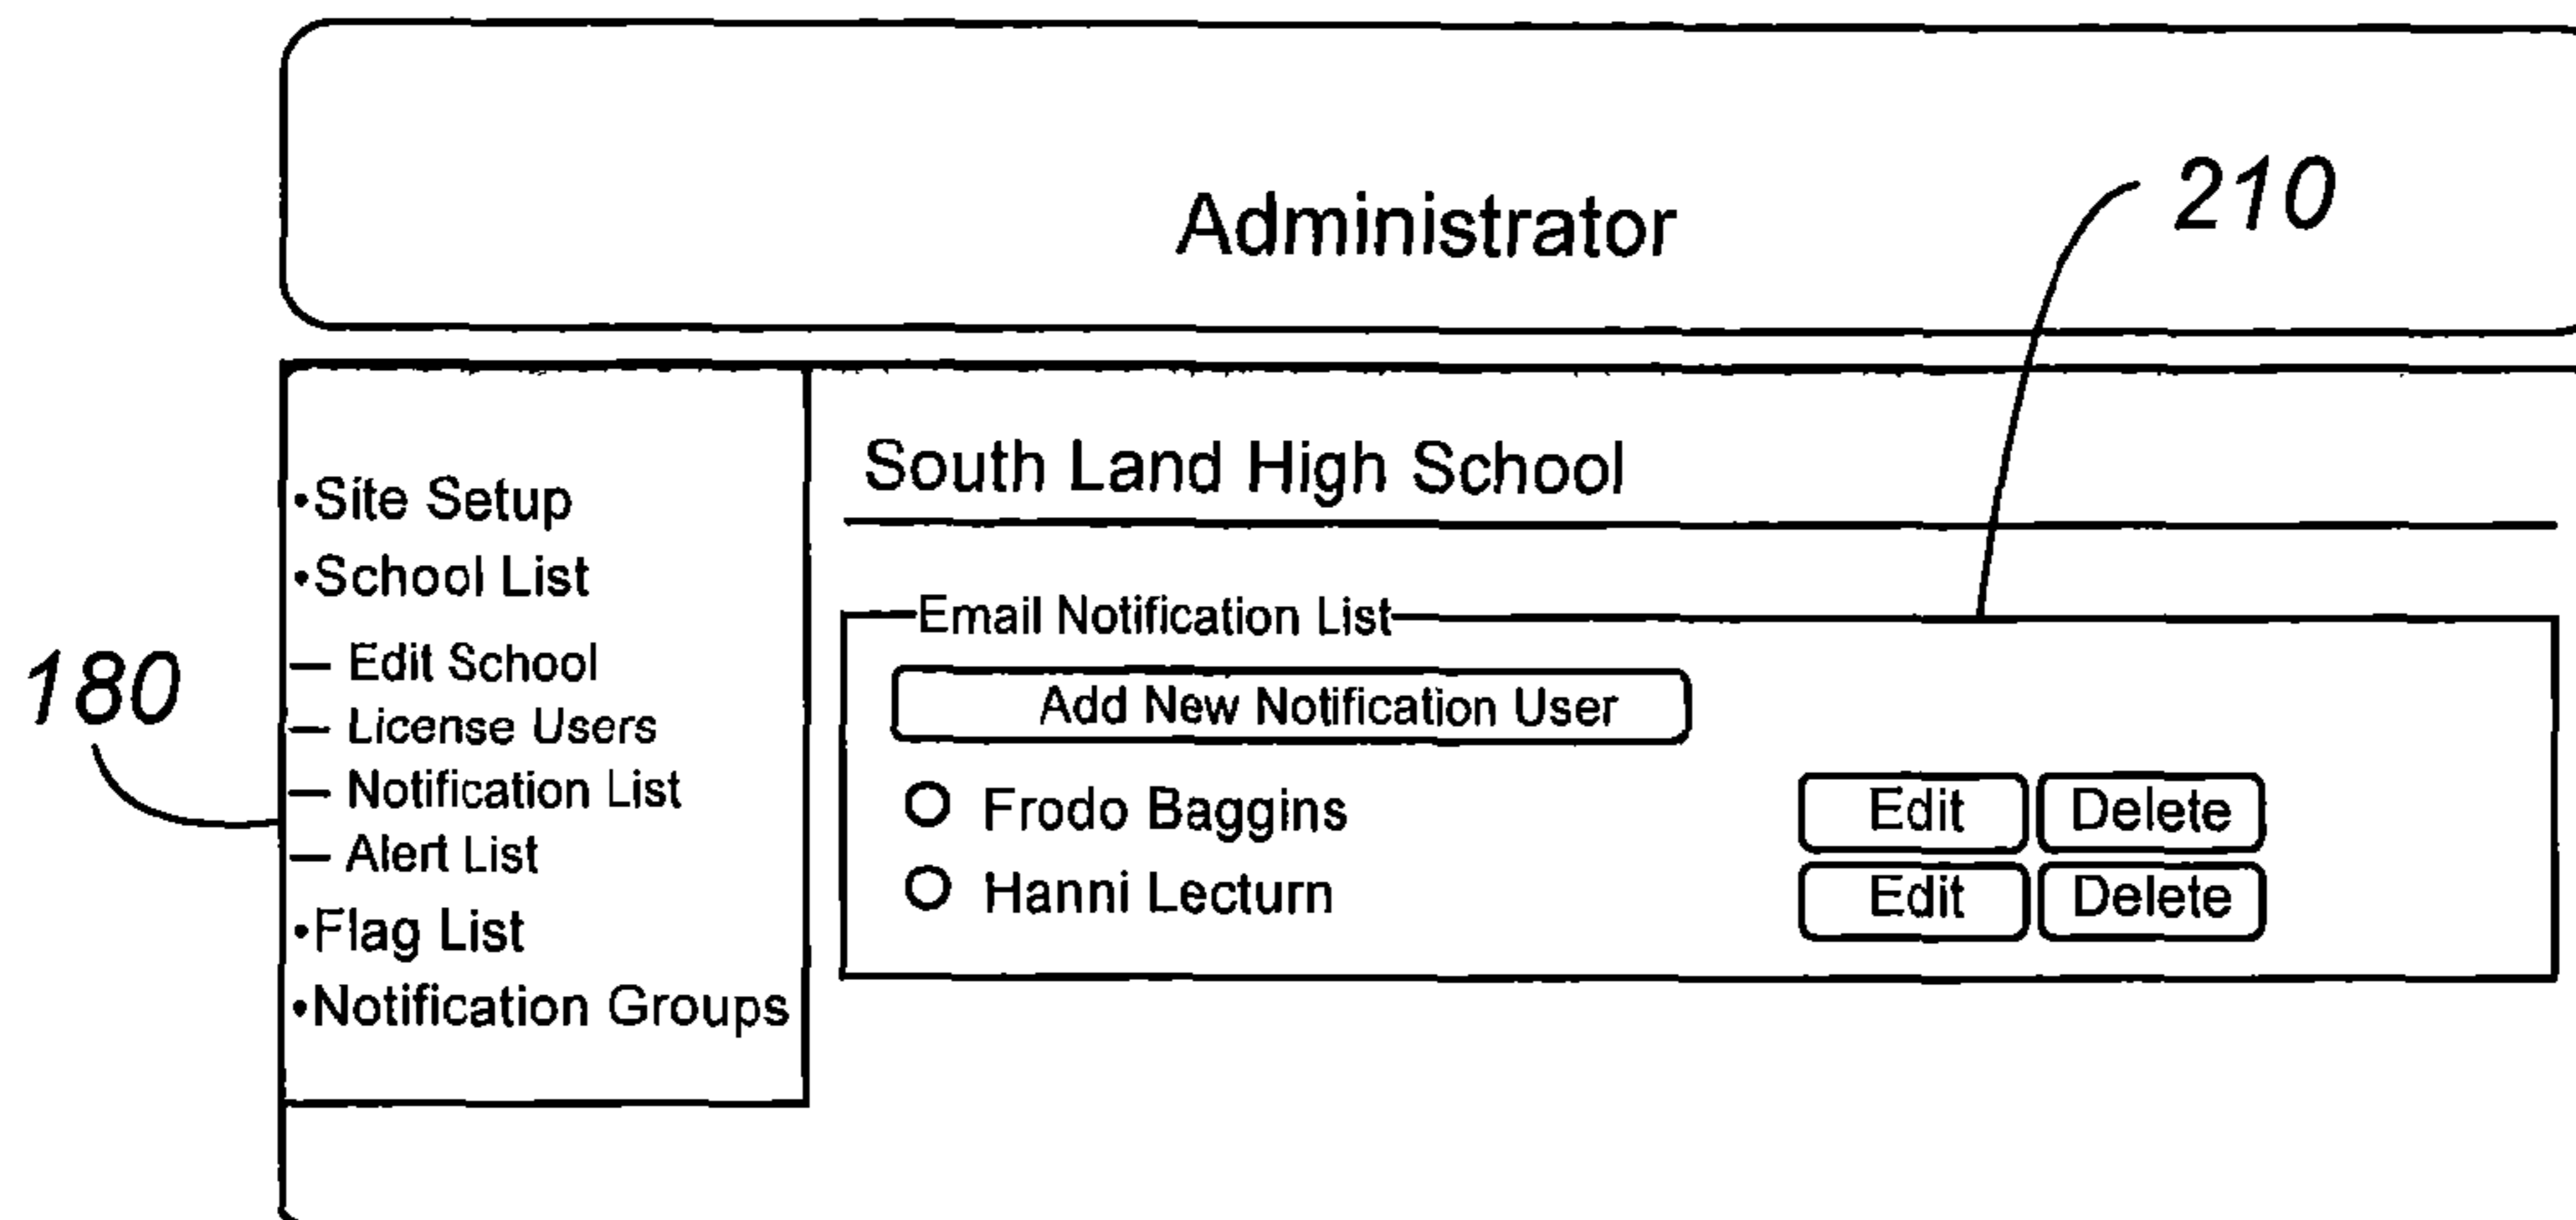 Administrator
210
180
•Site Setup
•School List
— Edit School
— License Users
— Notification List
— Alert List
•Flag List
•Notification Groups
South Land High School
Email Notification List
Add New Notification User
Frodo Baggins Edit Delete
Hanni Lecturn Edit Delete